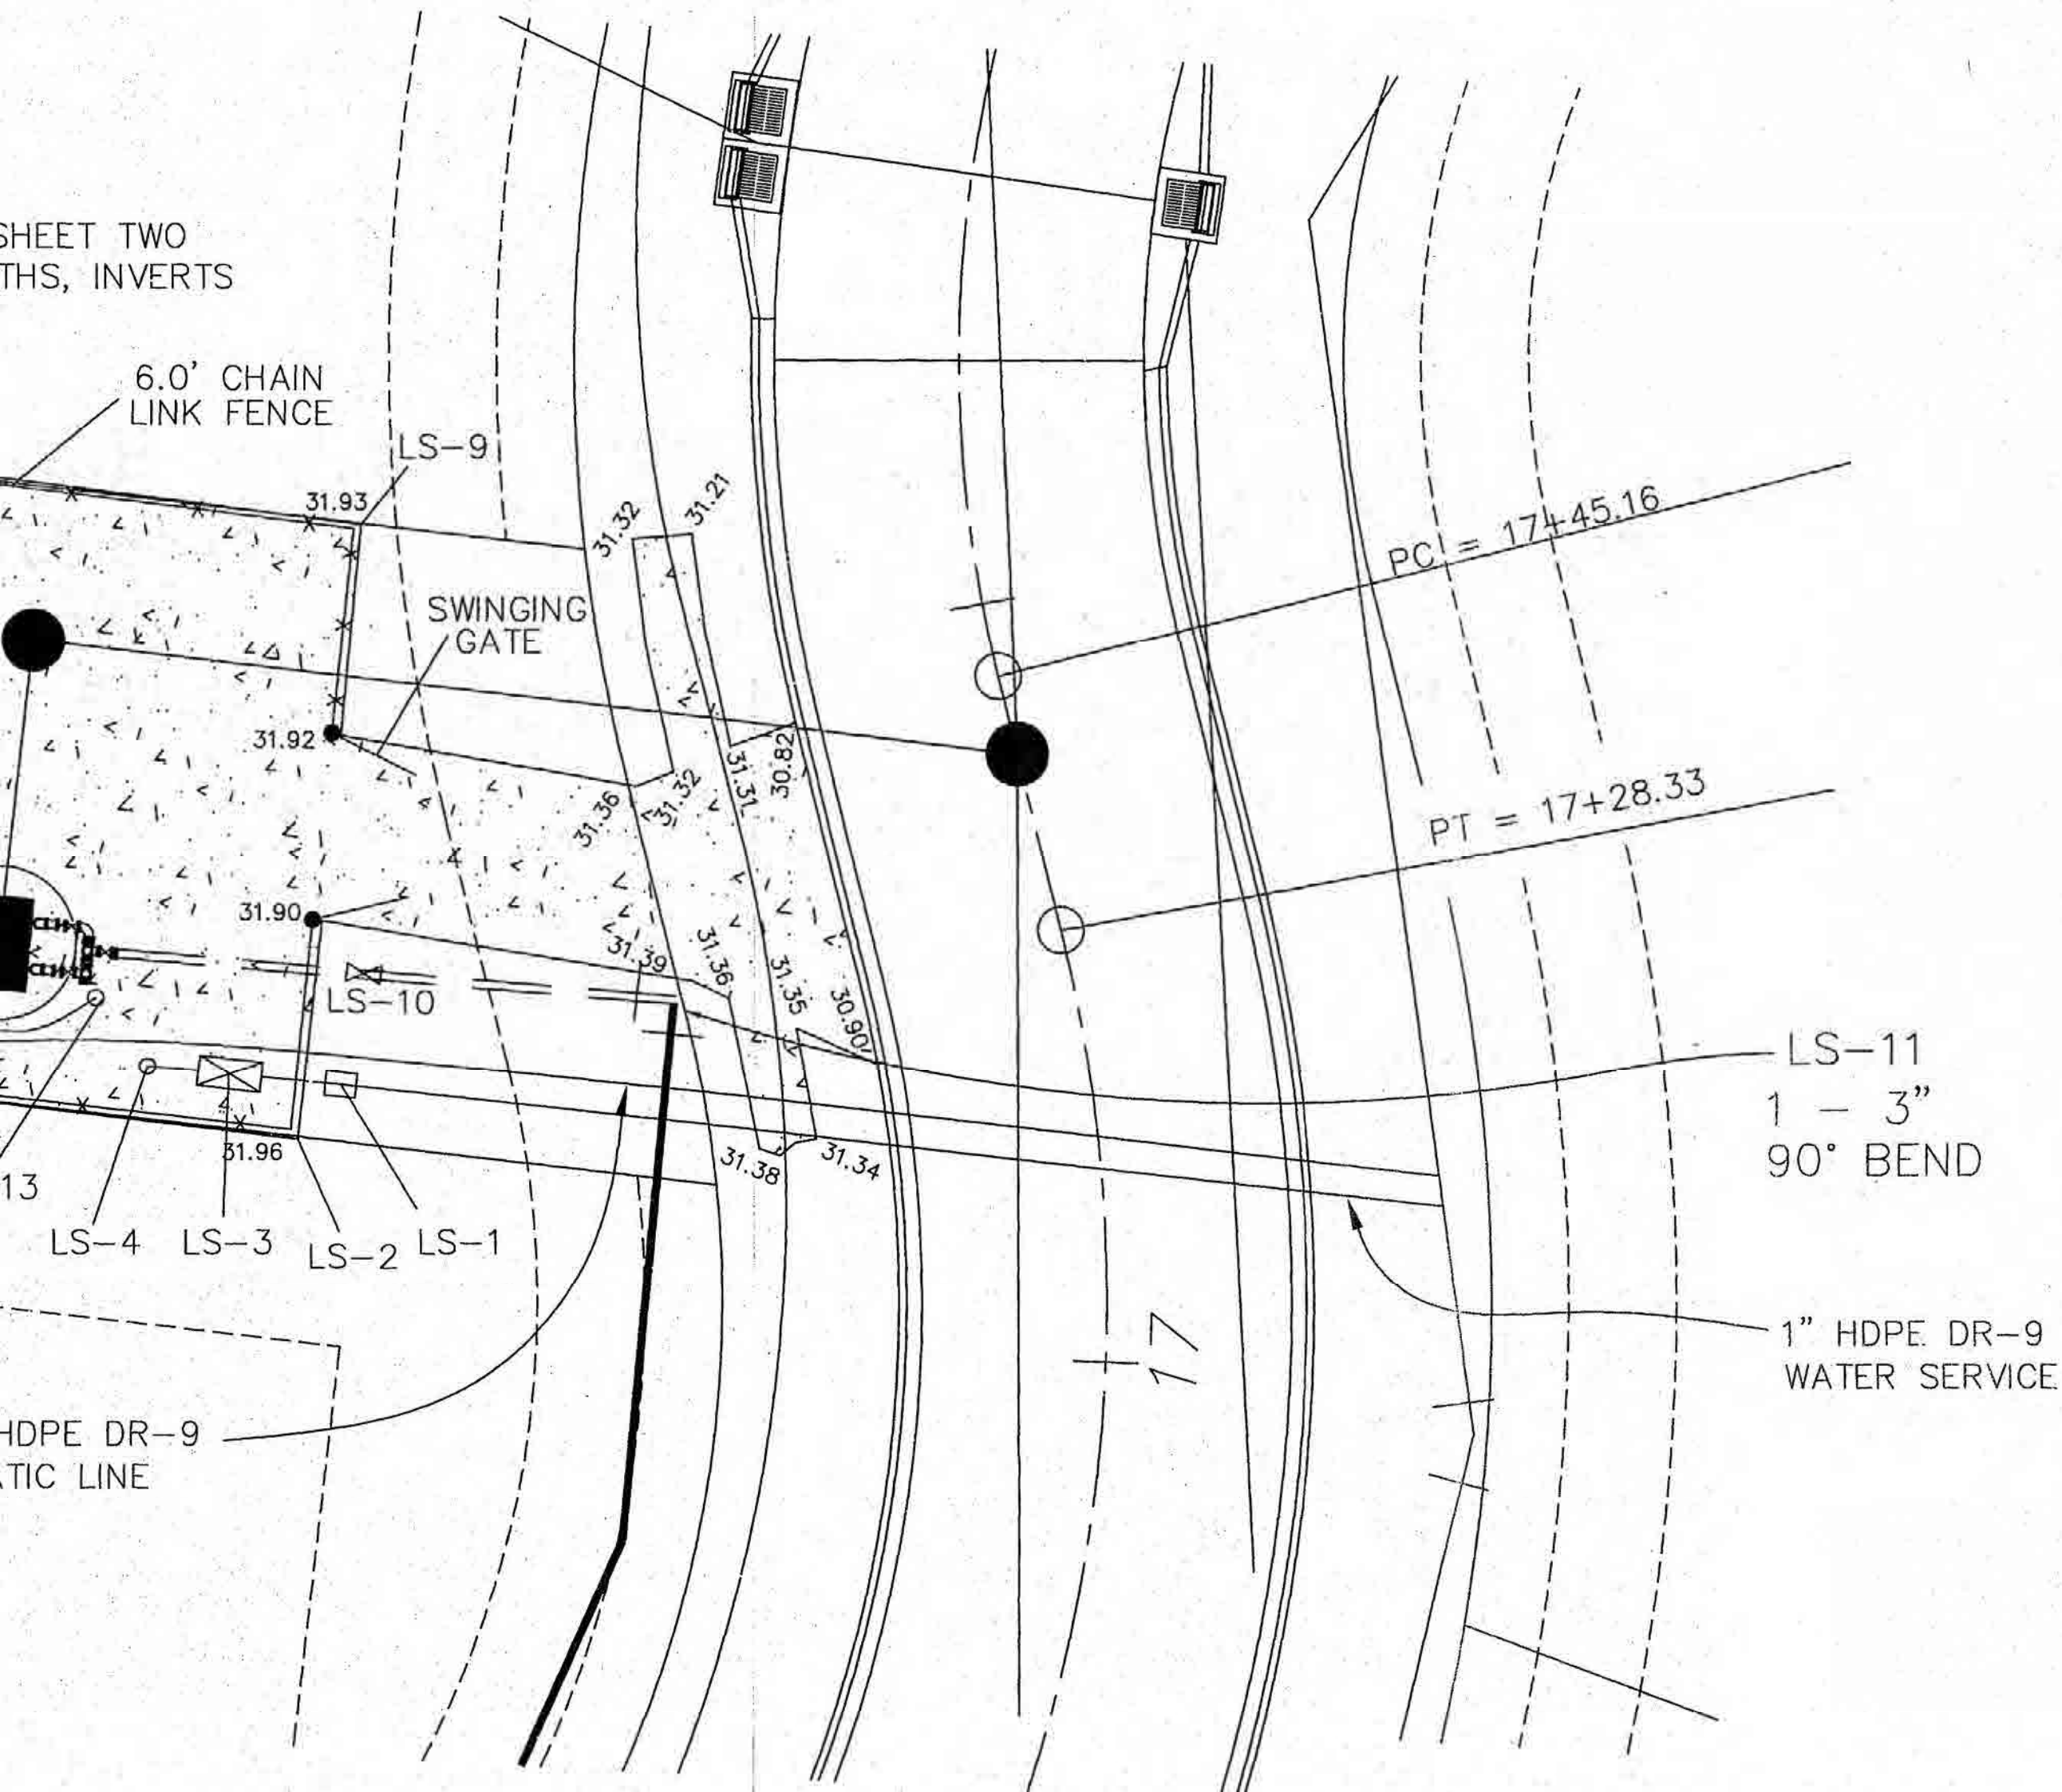 SHEET TWO
THS, INVERTS
6.0' CHAIN
LINK FENCE
LS-9
31.93
31.32
31.21
PC = 17+45.16
SWINGING
GATE
31.92
31.36
31.32
31.31
30.82
PT = 17+28.33
31.90
31.39
31.36
31.35
30.90
LS-10
LS-11
1 - 3"
90° BEND
31.96
31.38
31.34
13
LS-4
LS-3
LS-2
LS-1
17
1" HDPE DR-9
WATER SERVICE
HDPE DR-9
ATIC LINE